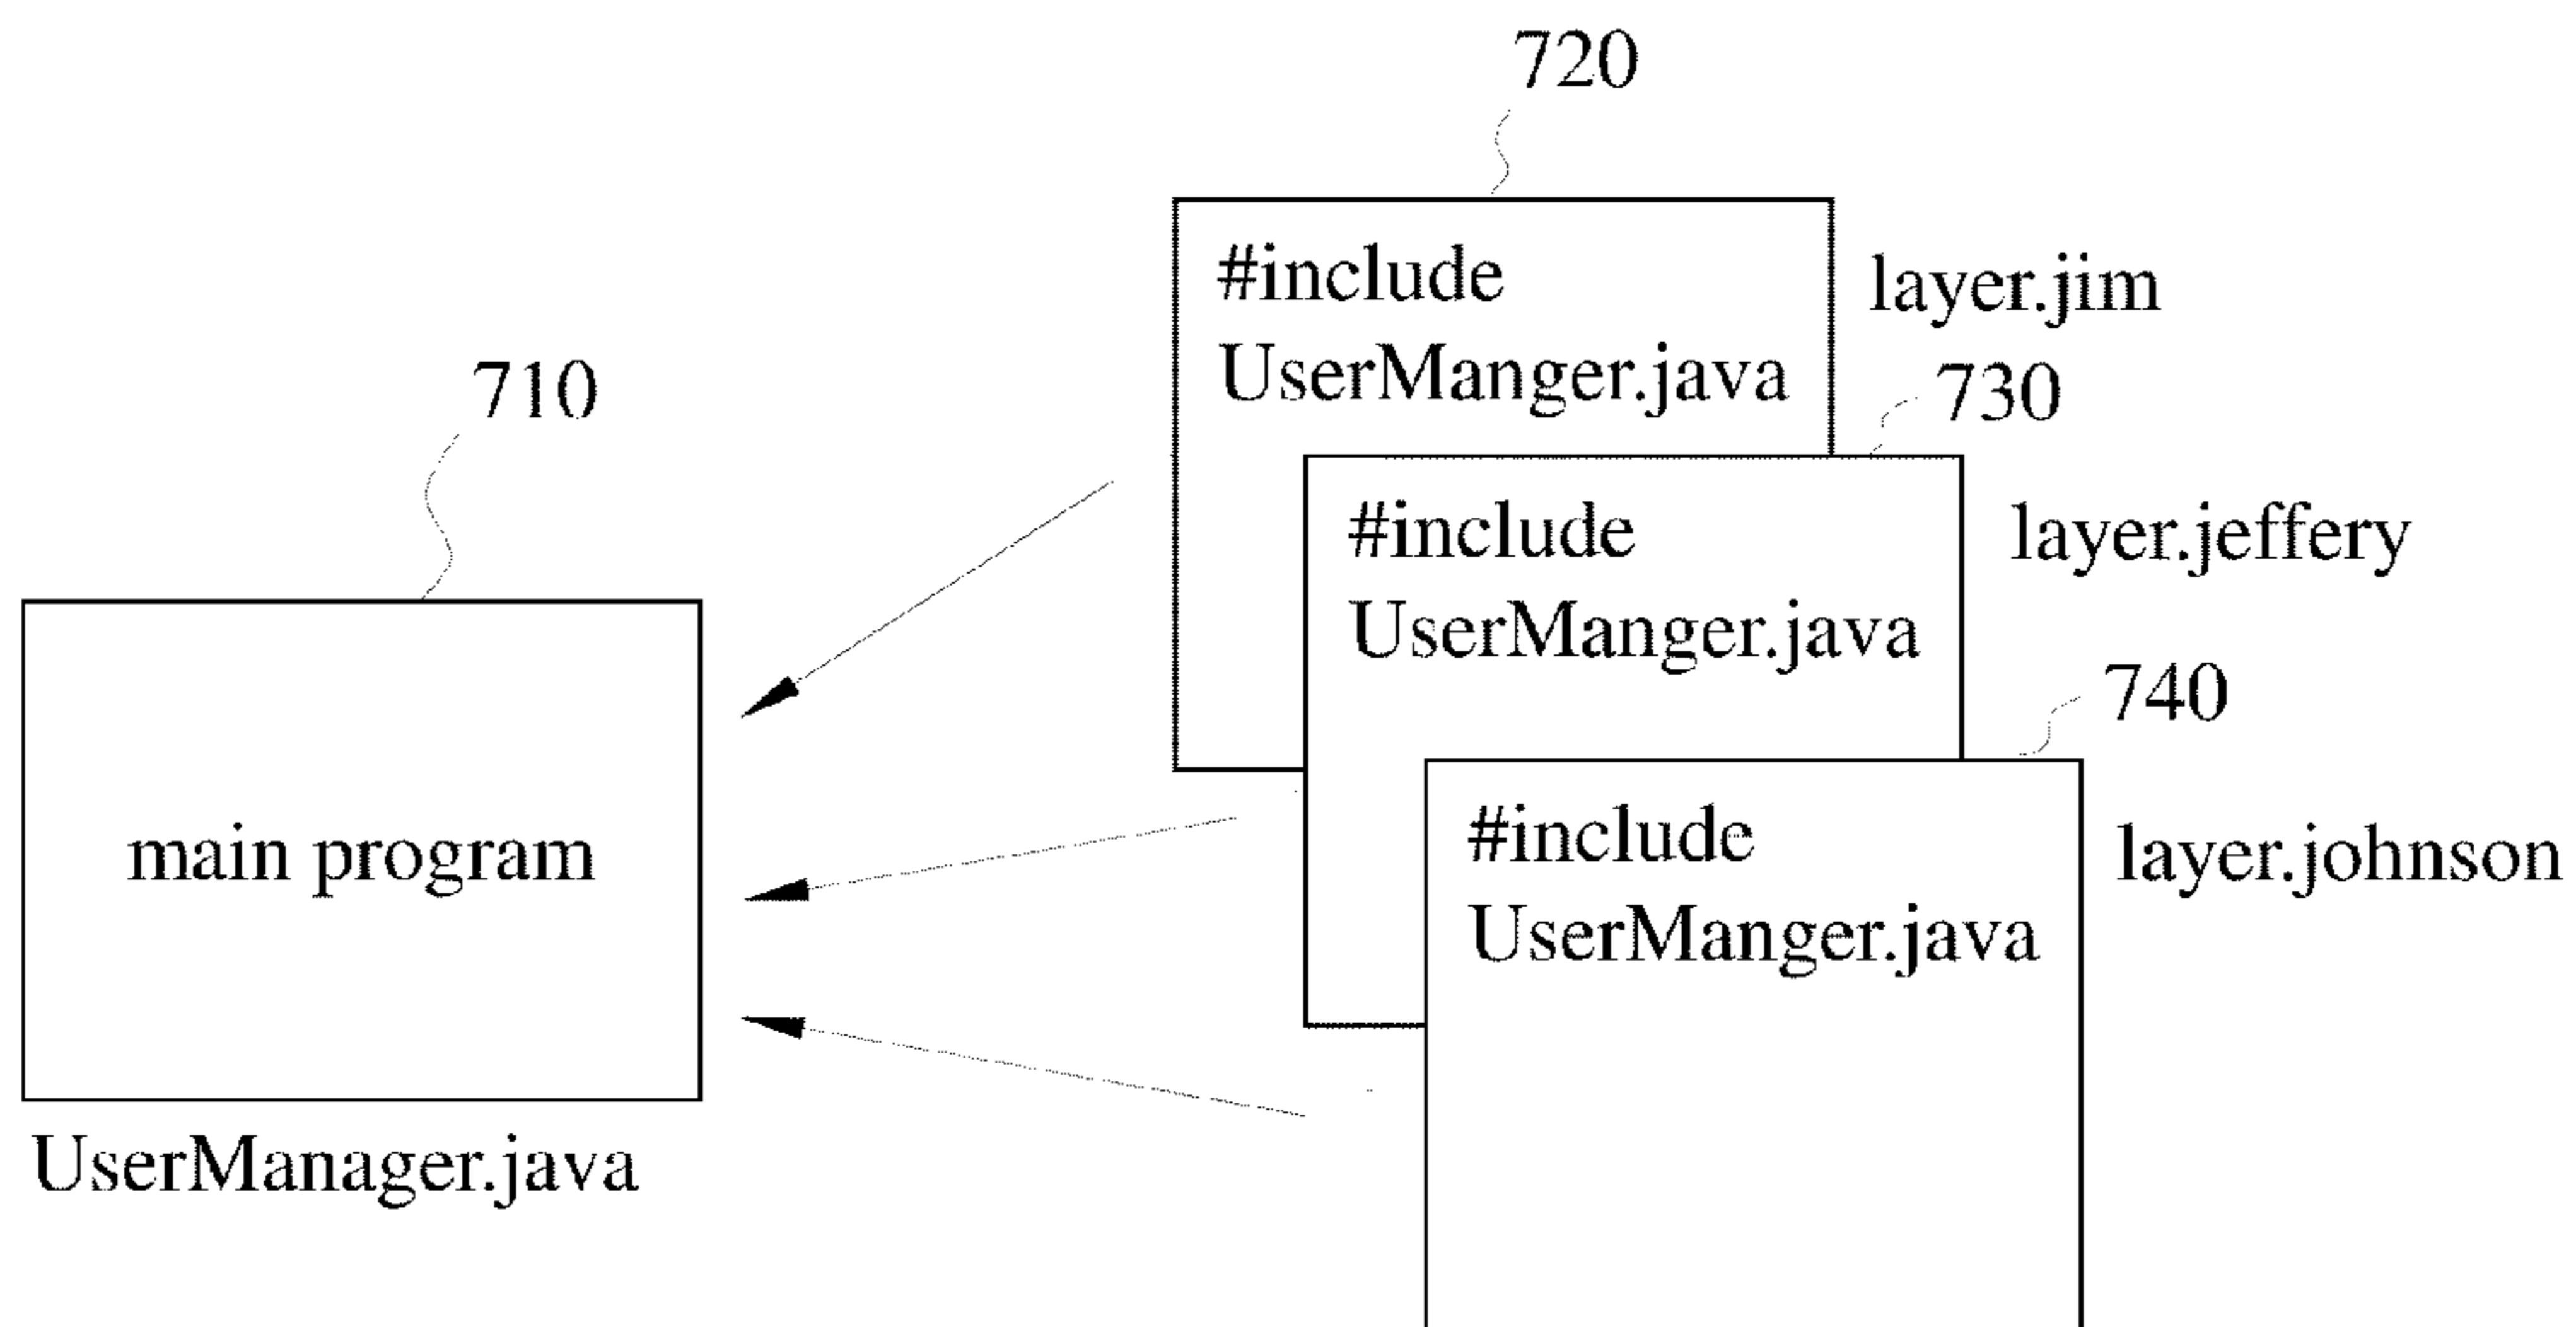 720
#include
UserManger.java
layer.jim
710
730
#include
UserManger.java
layer.jeffery
740
main program
#include
UserManger.java
layer.johnson
UserManager.java